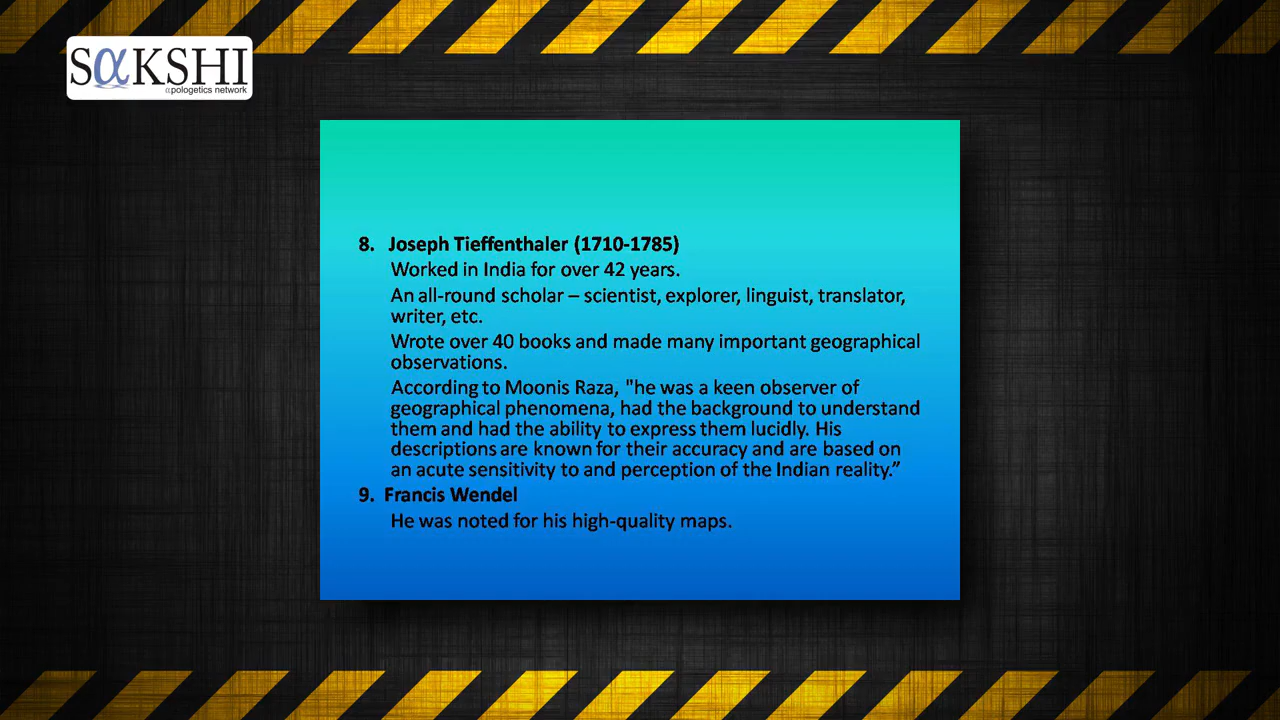 SαKSHI
αpologetics network
8. Joseph Tieffenthaler (1710-1785)
Worked in India for over 42 years.
An all-round scholar – scientist, explorer, linguist, translator,
writer, etc.
Wrote over 40 books and made many important geographical
observations.
According to Moonis Raza, "he was a keen observer of
geographical phenomena, had the background to understand
them and had the ability to express them lucidly. His
descriptions are known for their accuracy and are based on
an acute sensitivity to and perception of the Indian reality.”
9. Francis Wendel
He was noted for his high-quality maps.